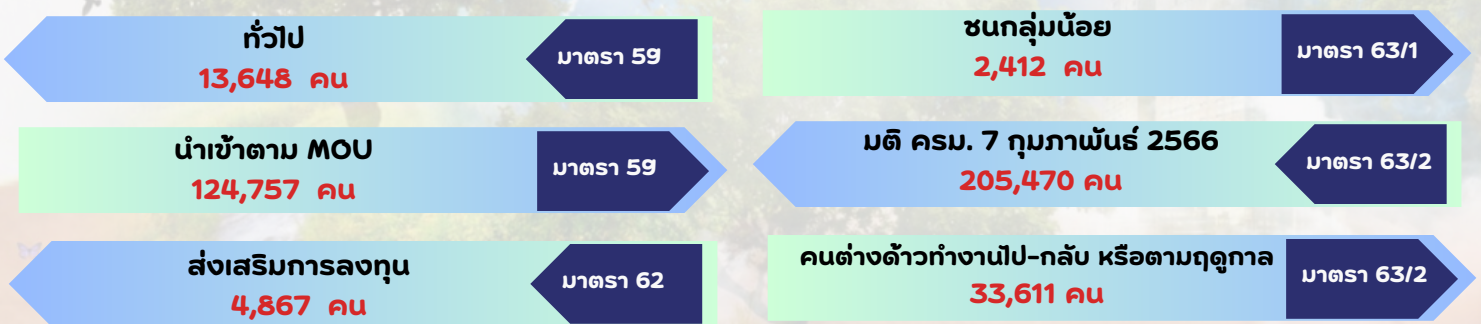 ทั่วไป
13,648 คน
มาตรา 59
ชนกลุ่มน้อย
2,412 คน
มาตรา 63/1
นำเข้าตาม MOU
124,757 คน
มาตรา 59
มติ ครม. 7 กุมภาพันธ์ 2566
205,470 คน
มาตรา 63/2
ส่งเสริมการลงทุน
4,867 คน
มาตรา 62
คนต่างด้าวทำงานไป-กลับ หรือตามฤดูกาล
33,611 คน
มาตรา 63/2